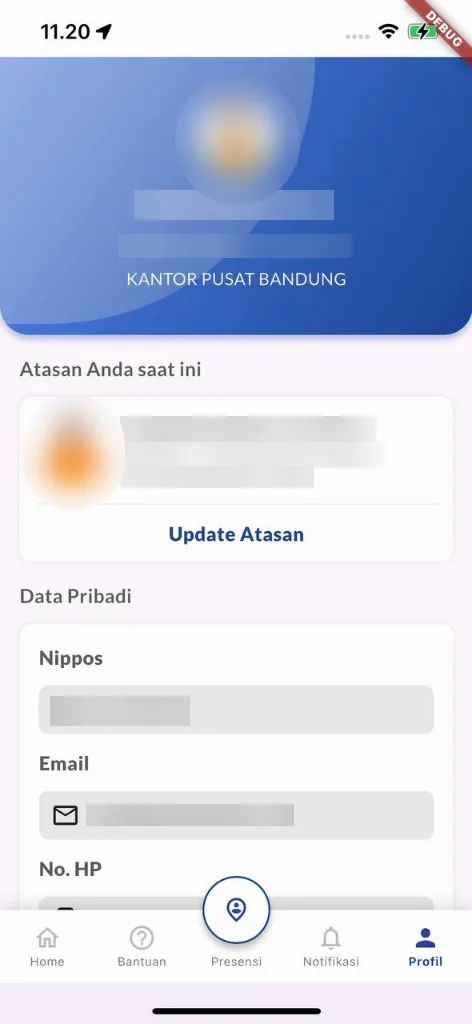 11.20
DEBUG
KANTOR PUSAT BANDUNG
Atasan Anda saat ini
Update Atasan
Data Pribadi
Nippos
Email
No. HP
Home
Bantuan
Presensi
Notifikasi
Profil